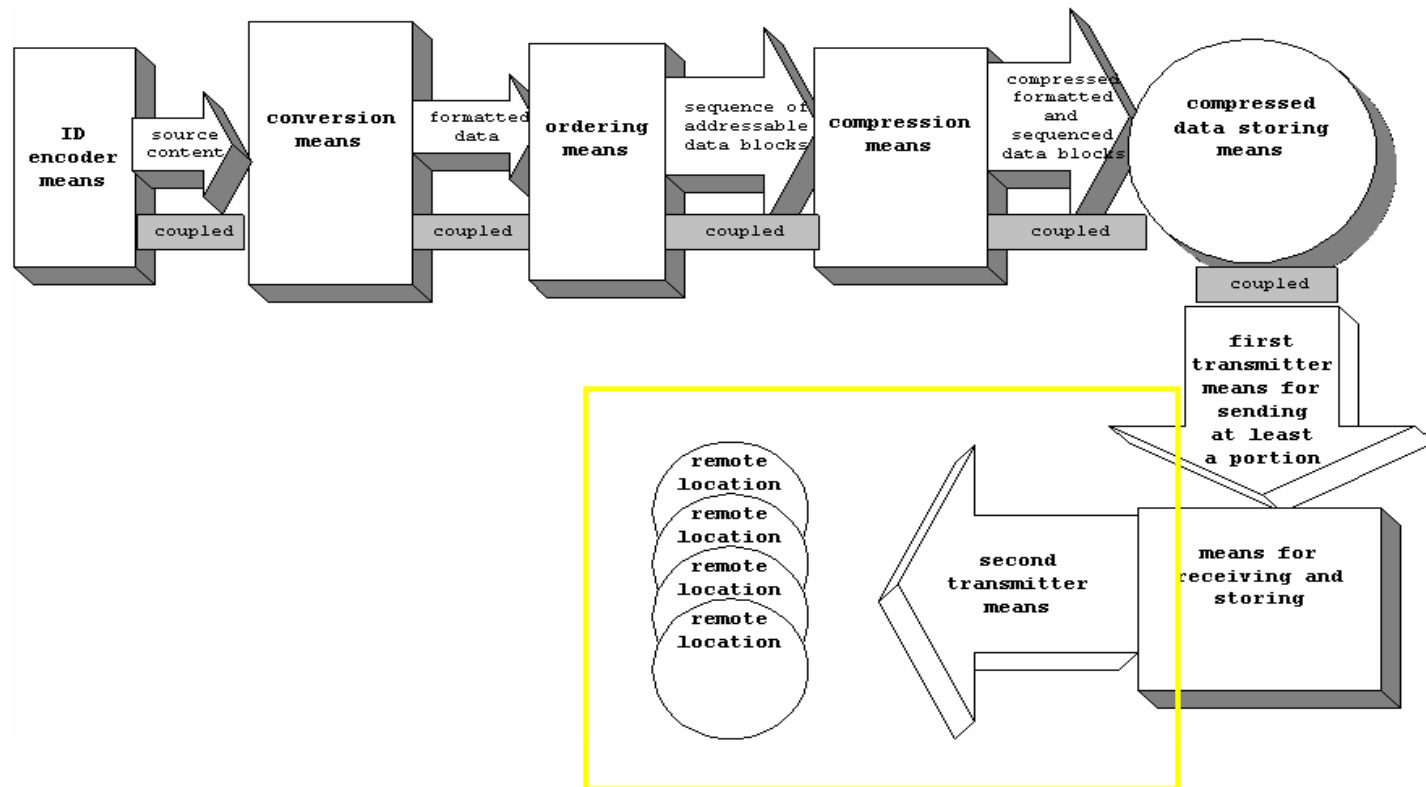 ID
encoder
means
source
content
coupled
conversion
means
formatted
data
coupled
ordering
means
sequence of
addressable
data blocks
coupled
compression
means
compressed
formatted
and
sequenced
data blocks
coupled
compressed
data storing
means
coupled
first
transmitter
means for
sending
at least
a portion
means for
receiving and
storing
second
transmitter
means
remote
location
remote
location
remote
location
remote
location